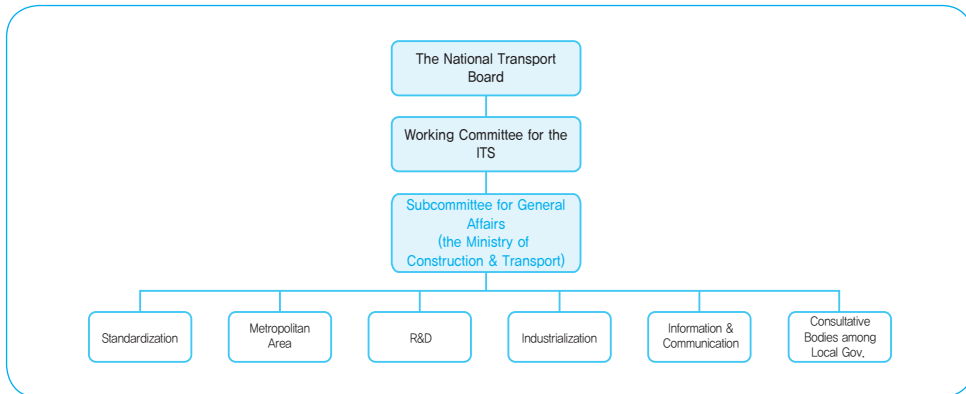 The National Transport
Board
Working Committee for the
ITS
Subcommittee for General
Affairs
(the Ministry of
Construction & Transport)
Standardization
Metropolitan
Area
R&D
Industrialization
Information &
Communication
Consultative
Bodies among
Local Gov.